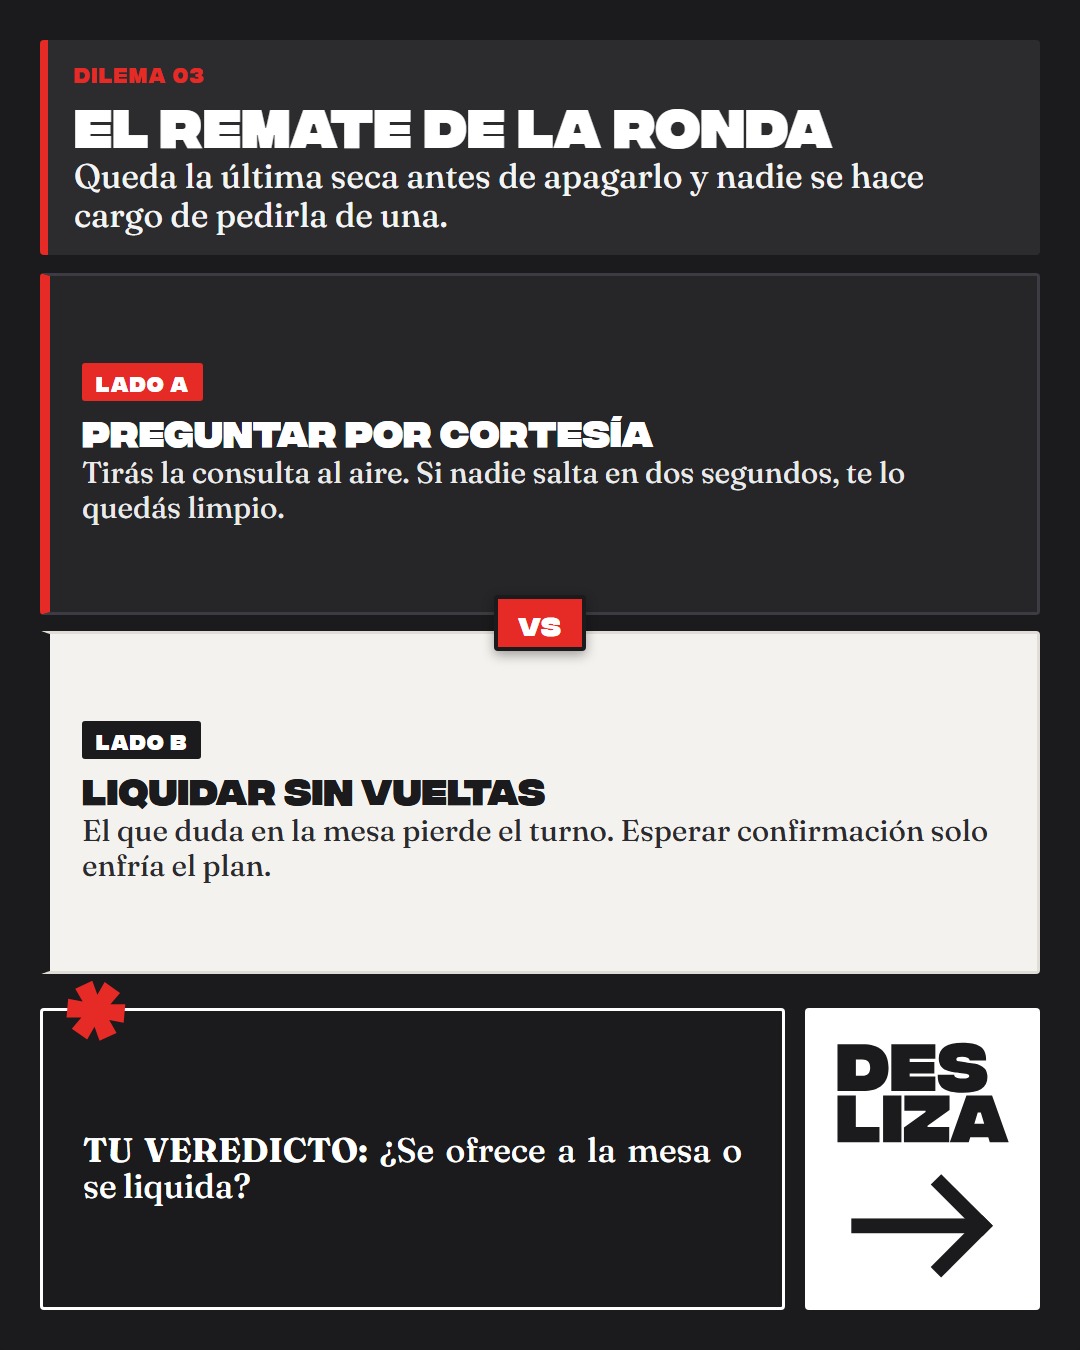 DILEMA 03
EL REMATE DE LA RONDA
Queda la última seca antes de apagarlo y nadie se hace
cargo de pedirla de una.
LADO A
PREGUNTAR POR CORTESÍA
Tirás la consulta al aire. Si nadie salta en dos segundos, te lo
quedás limpio.
VS
LADO B
LIQUIDAR SIN VUELTAS
El que duda en la mesa pierde el turno. Esperar confirmación solo
enfría el plan.
TU VEREDICTO: ¿Se ofrece a la mesa o
se liquida?
DES
LIZA